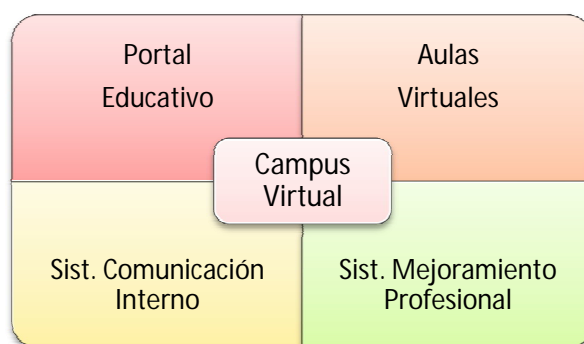 Portal
Educativo
Aulas
Virtuales
Campus
Virtual
Sist. Comunicación
Interno
Sist. Mejoramiento
Profesional